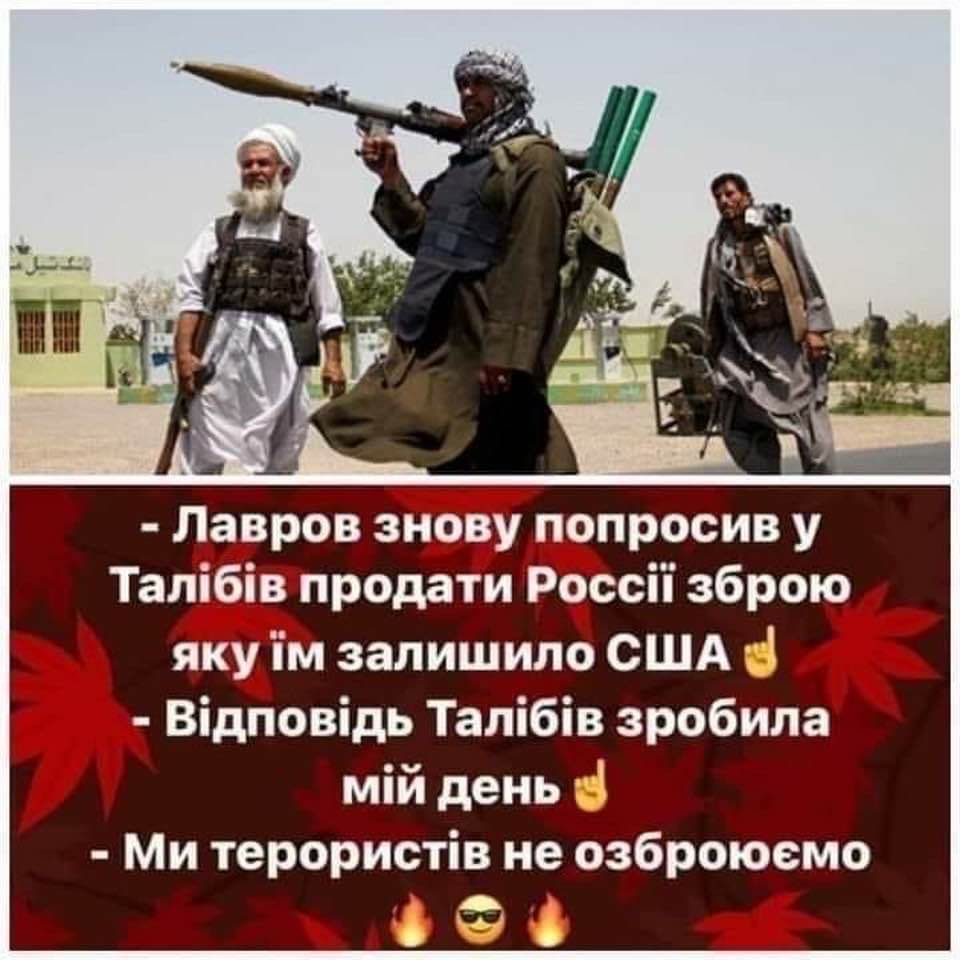 - Лавров знову попросив у
Талібів продати Россії зброю
яку їм залишило США☝️
- Відповідь Талібів зробила
мій день☝️
- Ми терористів не озброюємо
🔥😎🔥